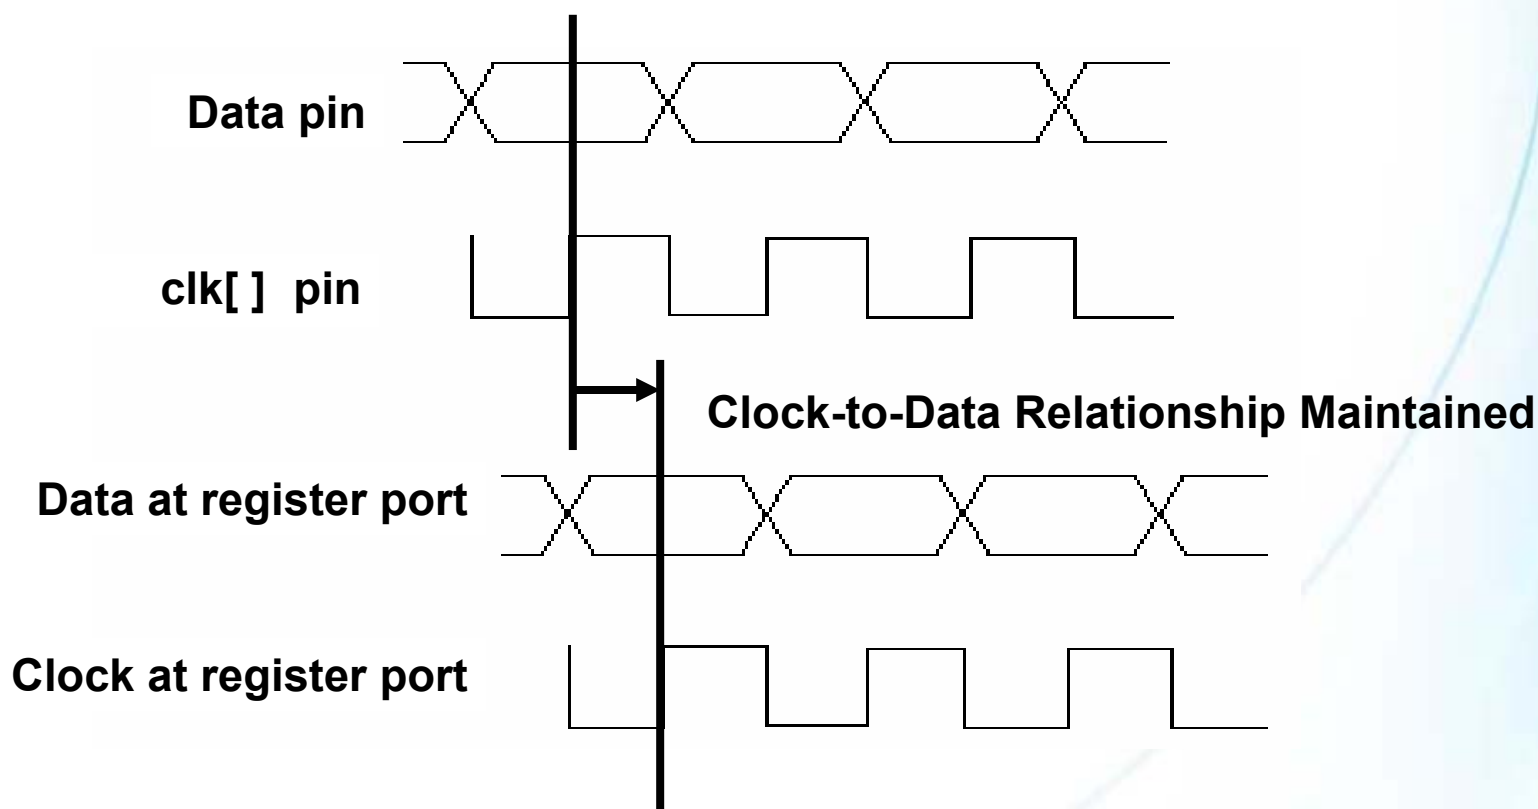 Data pin
clk[ ] pin
Clock-to-Data Relationship Maintained
Data at register port
Clock at register port